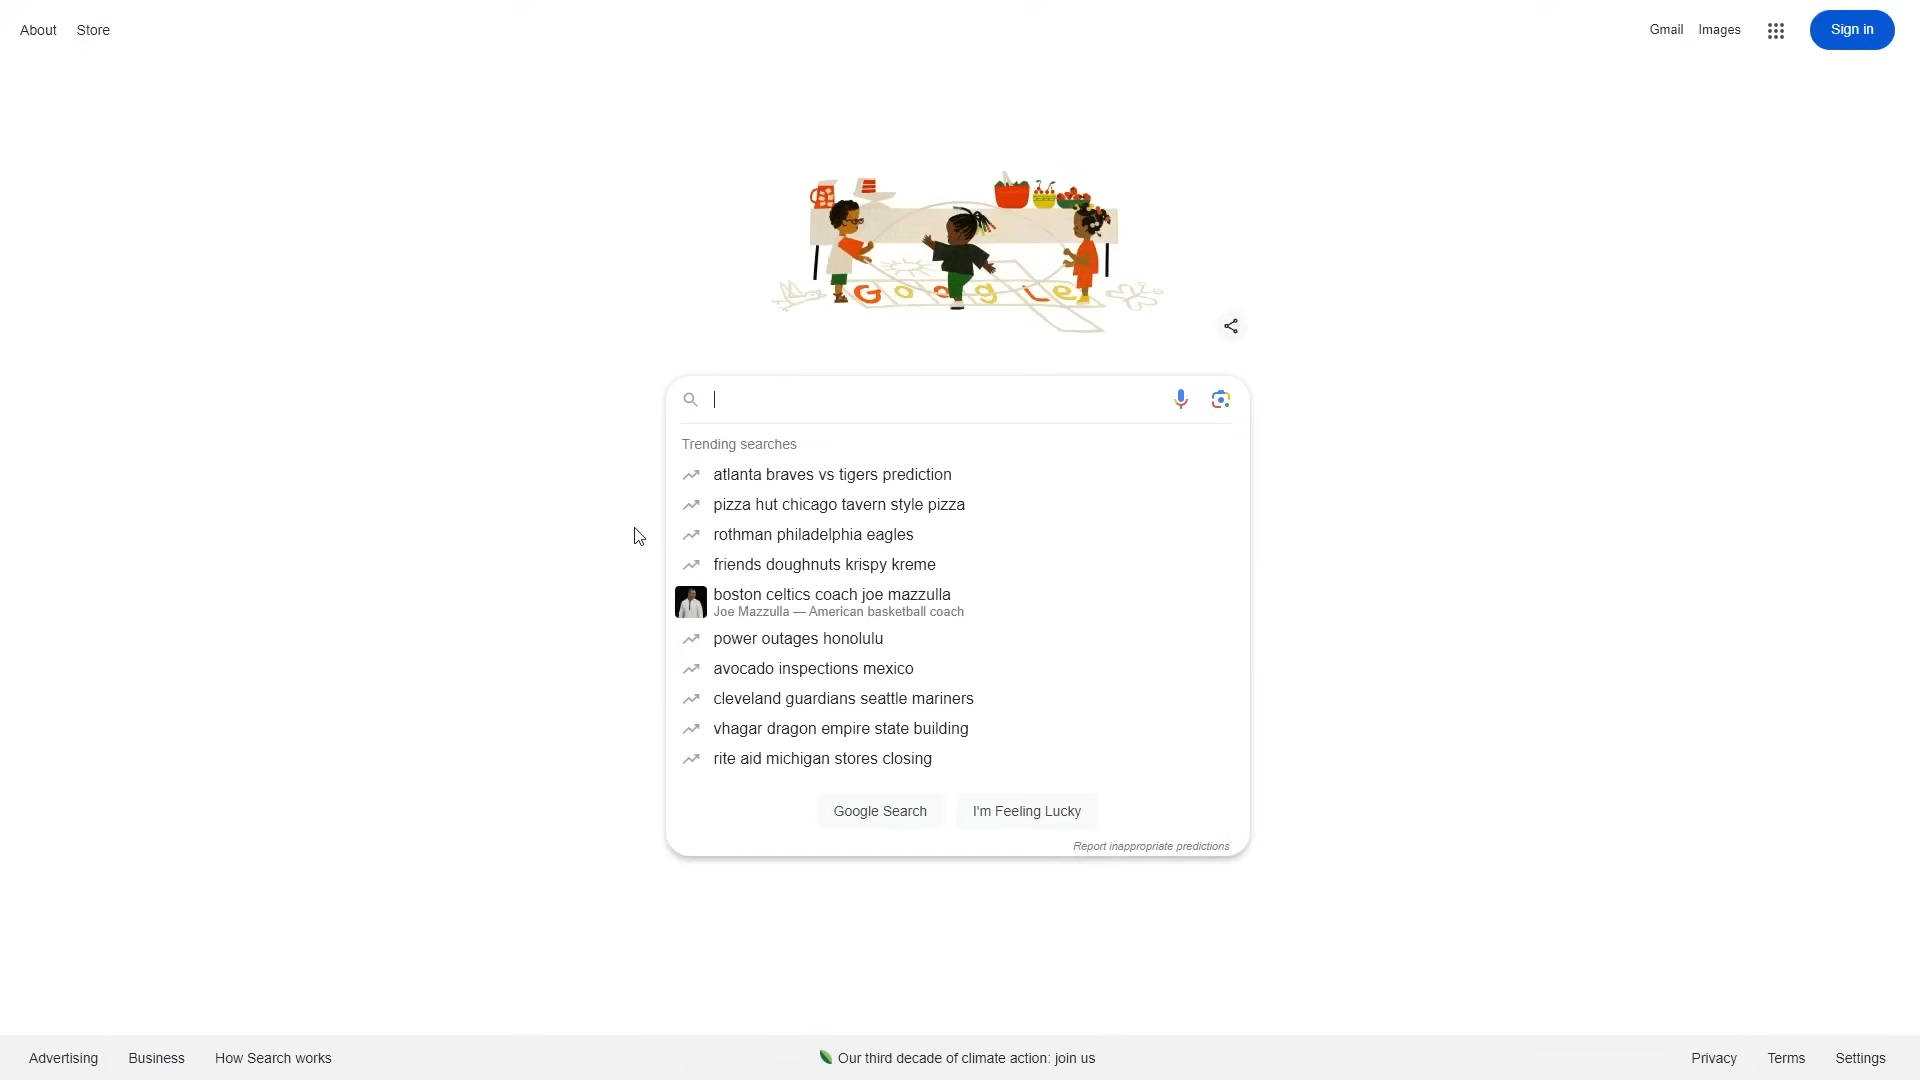 About Store Gmail Images Sign in
Google
Trending searches
atlanta braves vs tigers prediction
pizza hut chicago tavern style pizza
rothman philadelphia eagles
friends doughnuts krispy kreme
boston celtics coach joe mazzulla
Joe Mazzulla — American basketball coach
power outages honolulu
avocado inspections mexico
cleveland guardians seattle mariners
vhagar dragon empire state building
rite aid michigan stores closing
Google Search I'm Feeling Lucky
Report inappropriate predictions
Advertising Business How Search works Our third decade of climate action: join us Privacy Terms Settings